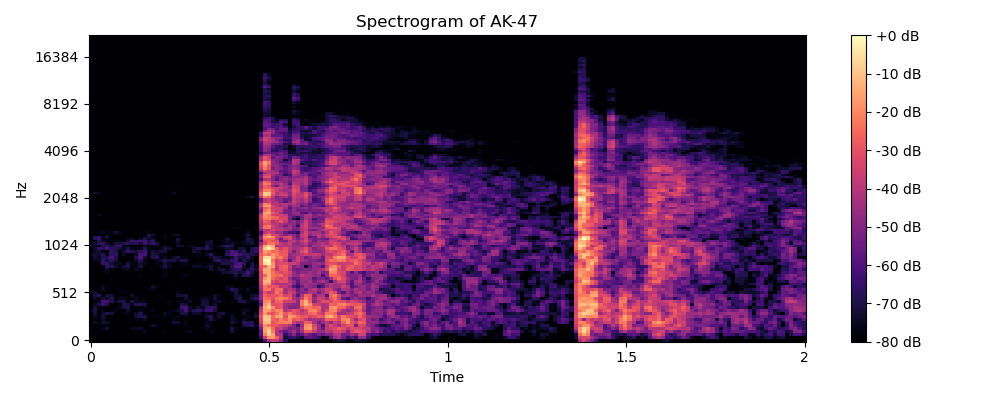 Spectrogram of AK-47
Hz
16384
8192
4096
2048
1024
512
0
0
0.5
1
1.5
2
Time
+0 dB
-10 dB
-20 dB
-30 dB
-40 dB
-50 dB
-60 dB
-70 dB
-80 dB